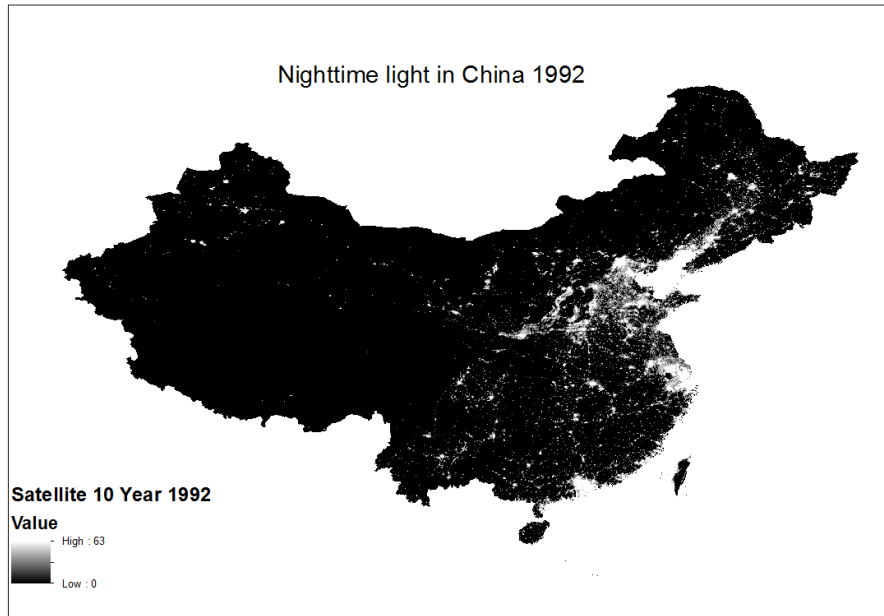 Nighttime light in China 1992
Satellite 10 Year 1992
Value
High : 63
Low : 0